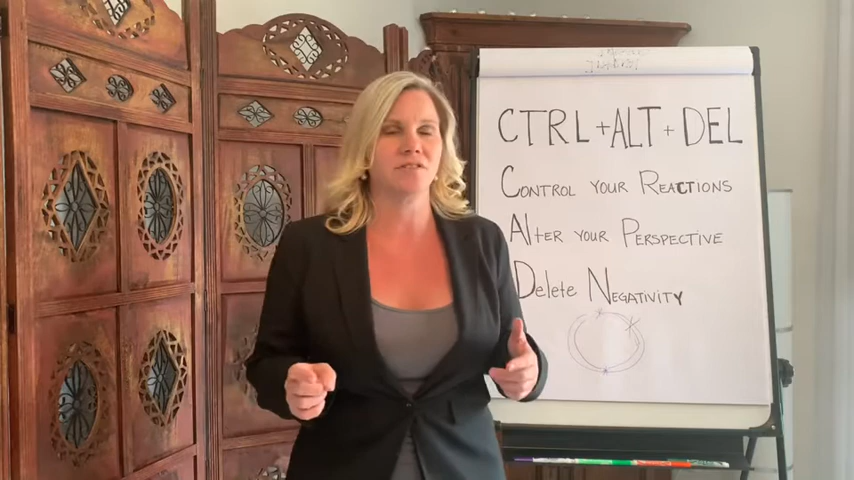 CTRL+ALT+DEL
CONTROL YOUR REACTIONS
ALTER YOUR PERSPECTIVE
DELETE NEGATIVITY